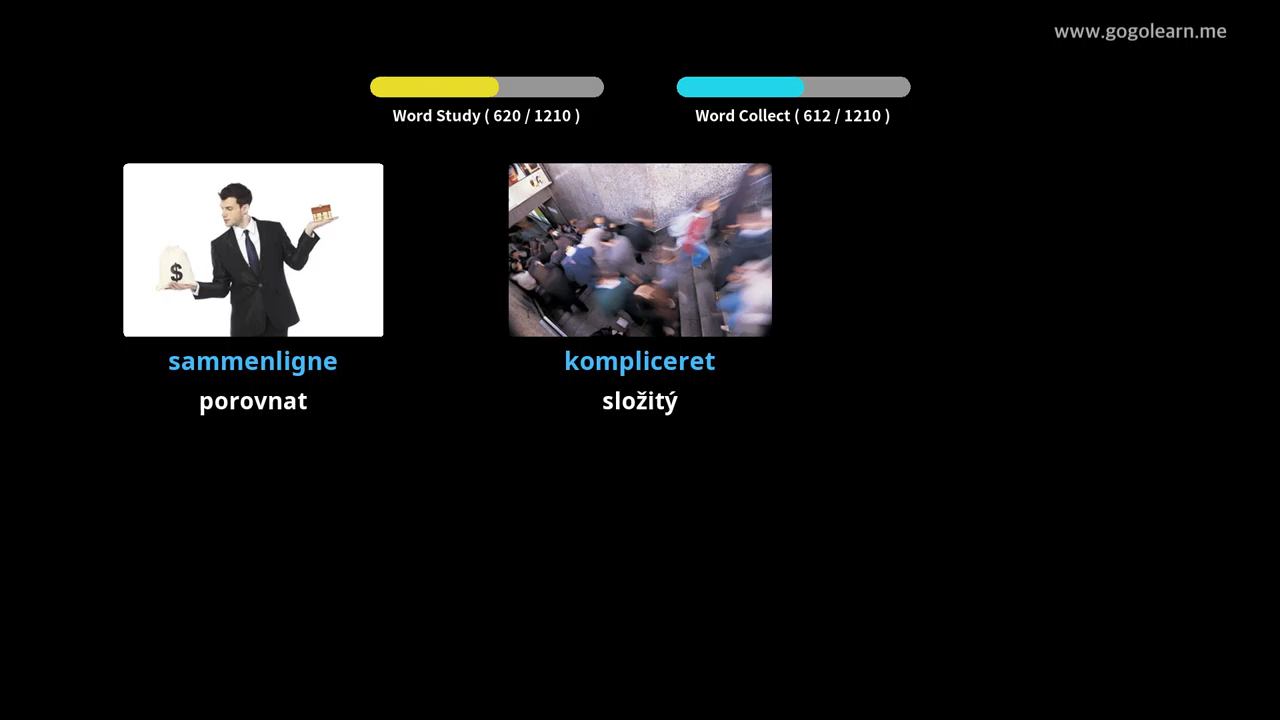 www.gogolearn.me
Word Study ( 620 / 1210 )
Word Collect ( 612 / 1210 )
$
sammenligne
kompliceret
porovnat
složitý